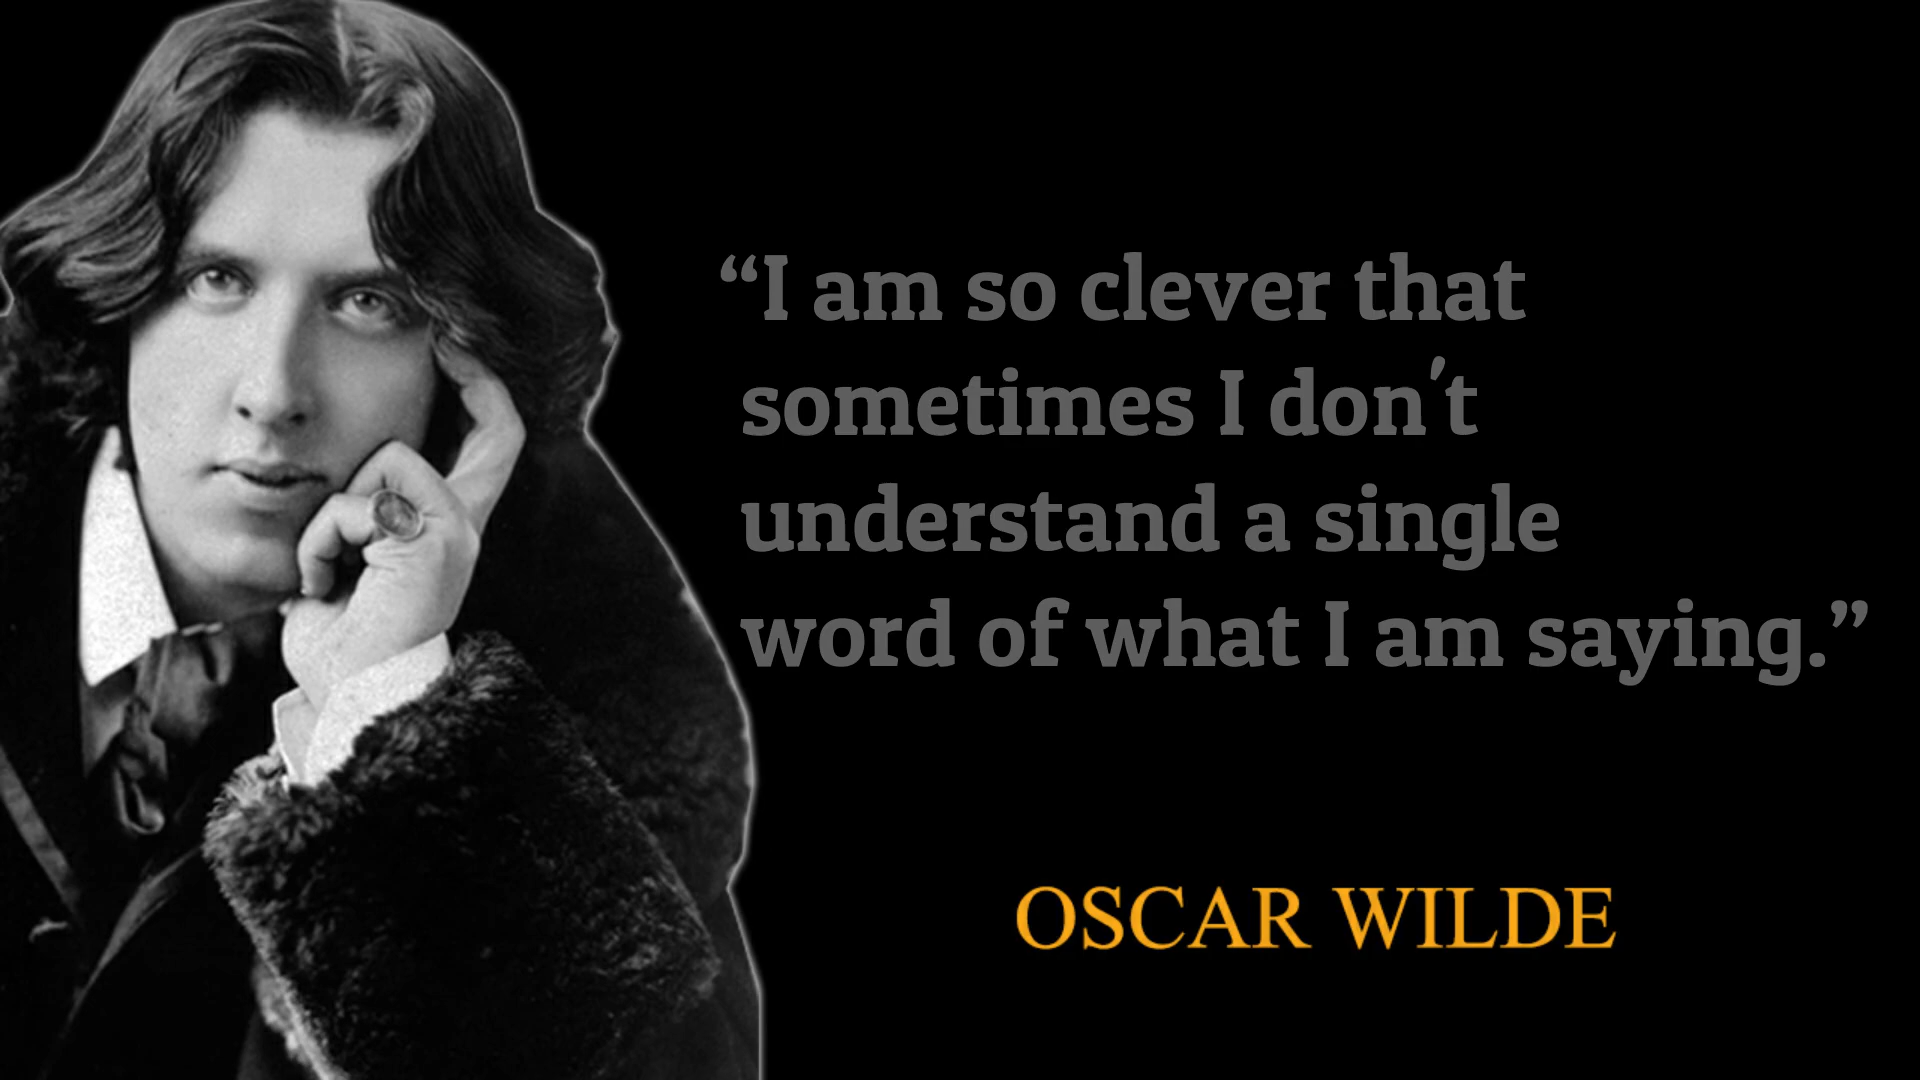 “I am so clever that
sometimes I don't
understand a single
word of what I am saying.”
OSCAR WILDE